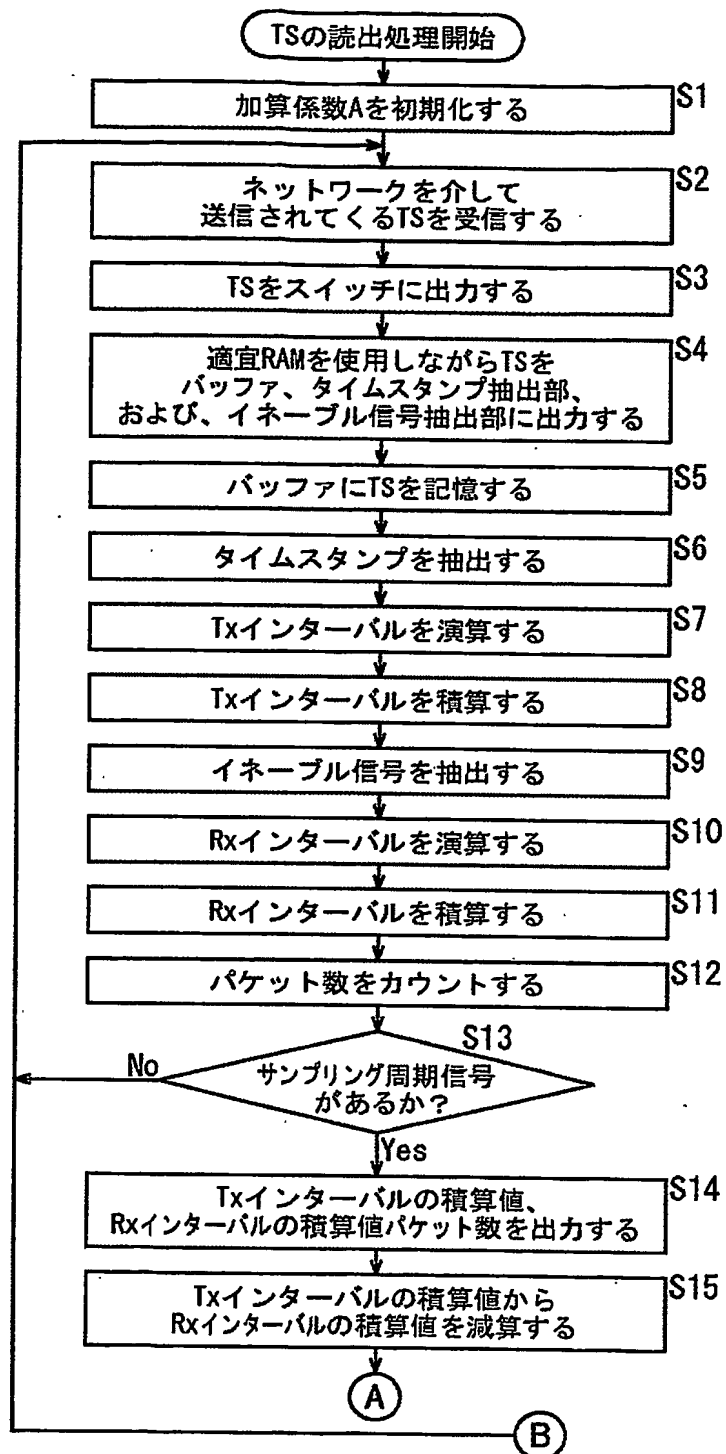 TSの読出処理開始
加算係数Aを初期化する
S1
ネットワークを介して
送信されてくるTSを受信する
S2
TSをスイッチに出力する
S3
適宜RAMを使用しながらTSを
バッファ、タイムスタンプ抽出部、
および、イネーブル信号抽出部に出力する
S4
バッファにTSを記憶する
S5
タイムスタンプを抽出する
S6
Txインターバルを演算する
S7
Txインターバルを積算する
S8
イネーブル信号を抽出する
S9
Rxインターバルを演算する
S10
Rxインターバルを積算する
S11
パケット数をカウントする
S12
S13
No
サンプリング周期信号
があるか?
Yes
Txインターバルの積算値、
Rxインターバルの積算値パケット数を出力する
S14
Txインターバルの積算値から
Rxインターバルの積算値を減算する
S15
A
B